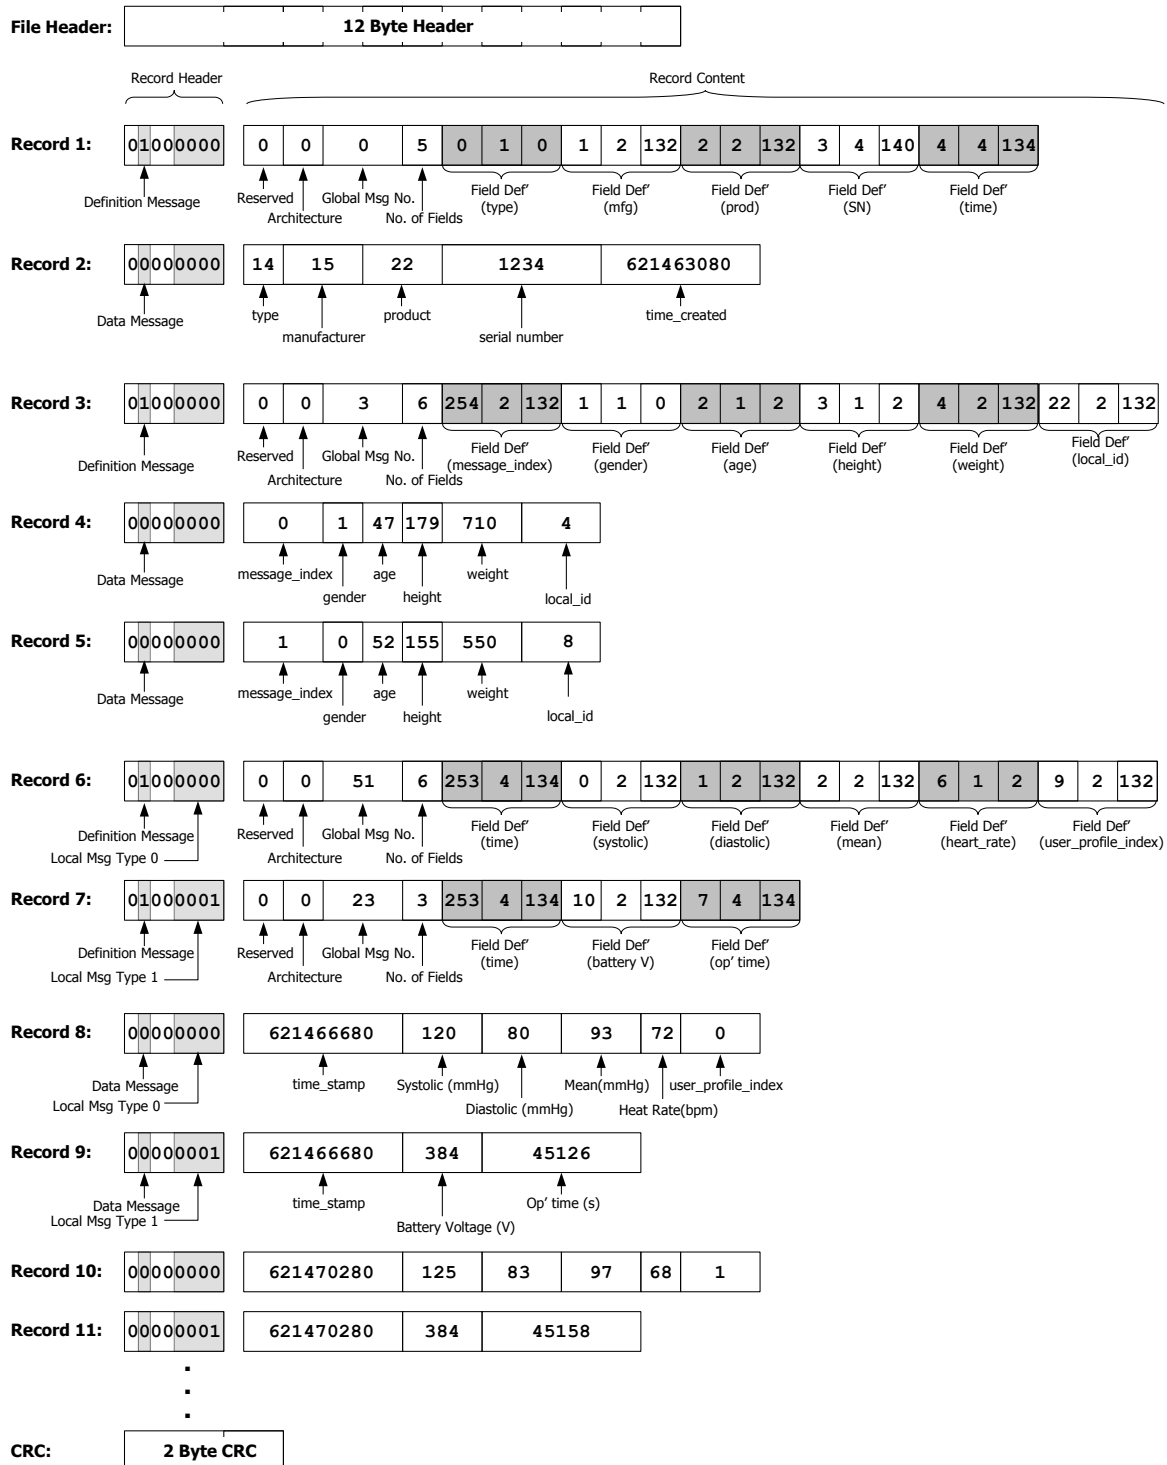 File Header: 12 Byte Header
Record Header Record Content
Record 1: 01000000 0 0 0 5 0 1 0 1 2 132 2 2 132 3 4 140 4 4 134
Definition Message Reserved Architecture Global Msg No. No. of Fields Field Def' (type) Field Def' (mfg) Field Def' (prod) Field Def' (SN) Field Def' (time)
Record 2: 00000000 14 15 22 1234 621463080
Data Message type manufacturer product serial number time_created
Record 3: 01000000 0 0 3 6 254 2 132 1 1 0 2 1 2 3 1 2 4 2 132 22 2 132
Definition Message Reserved Architecture Global Msg No. No. of Fields Field Def' (message_index) Field Def' (gender) Field Def' (age) Field Def' (height) Field Def' (weight) Field Def' (local_id)
Record 4: 00000000 0 1 47 179 710 4
Data Message message_index gender age height weight local_id
Record 5: 00000000 1 0 52 155 550 8
Data Message message_index gender age height weight local_id
Record 6: 01000000 0 0 51 6 253 4 134 0 2 132 1 2 132 2 2 132 6 1 2 9 2 132
Definition Message Local Msg Type 0 Reserved Architecture Global Msg No. No. of Fields Field Def' (time) Field Def' (systolic) Field Def' (diastolic) Field Def' (mean) Field Def' (heart_rate) Field Def' (user_profile_index)
Record 7: 01000001 0 0 23 3 253 4 134 10 2 132 7 4 134
Definition Message Local Msg Type 1 Reserved Architecture Global Msg No. No. of Fields Field Def' (time) Field Def' (battery V) Field Def' (op' time)
Record 8: 00000000 621466680 120 80 93 72 0
Data Message Local Msg Type 0 time_stamp Systolic (mmHg) Diastolic (mmHg) Mean(mmHg) Heat Rate(bpm) user_profile_index
Record 9: 00000001 621466680 384 45126
Data Message Local Msg Type 1 time_stamp Battery Voltage (V) Op' time (s)
Record 10: 00000000 621470280 125 83 97 68 1
Record 11: 00000001 621470280 384 45158
.
.
.
CRC: 2 Byte CRC